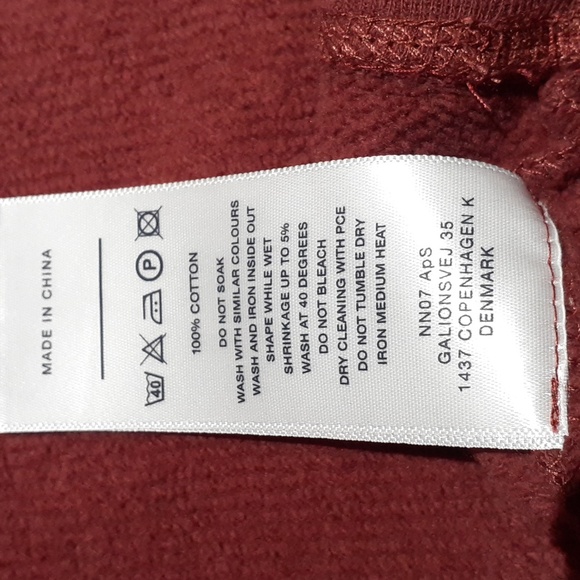 MADE IN CHINA
40
P
100% COTTON
DO NOT SOAK
WASH WITH SIMILAR COLOURS
WASH AND IRON INSIDE OUT
SHAPE WHILE WET
SHRINKAGE UP TO 5%
WASH AT 40 DEGREES
DO NOT BLEACH
DRY CLEANING WITH PCE
DO NOT TUMBLE DRY
IRON MEDIUM HEAT
NN07 ApS
GALIONSVEJ 35
1437 COPENHAGEN K
DENMARK